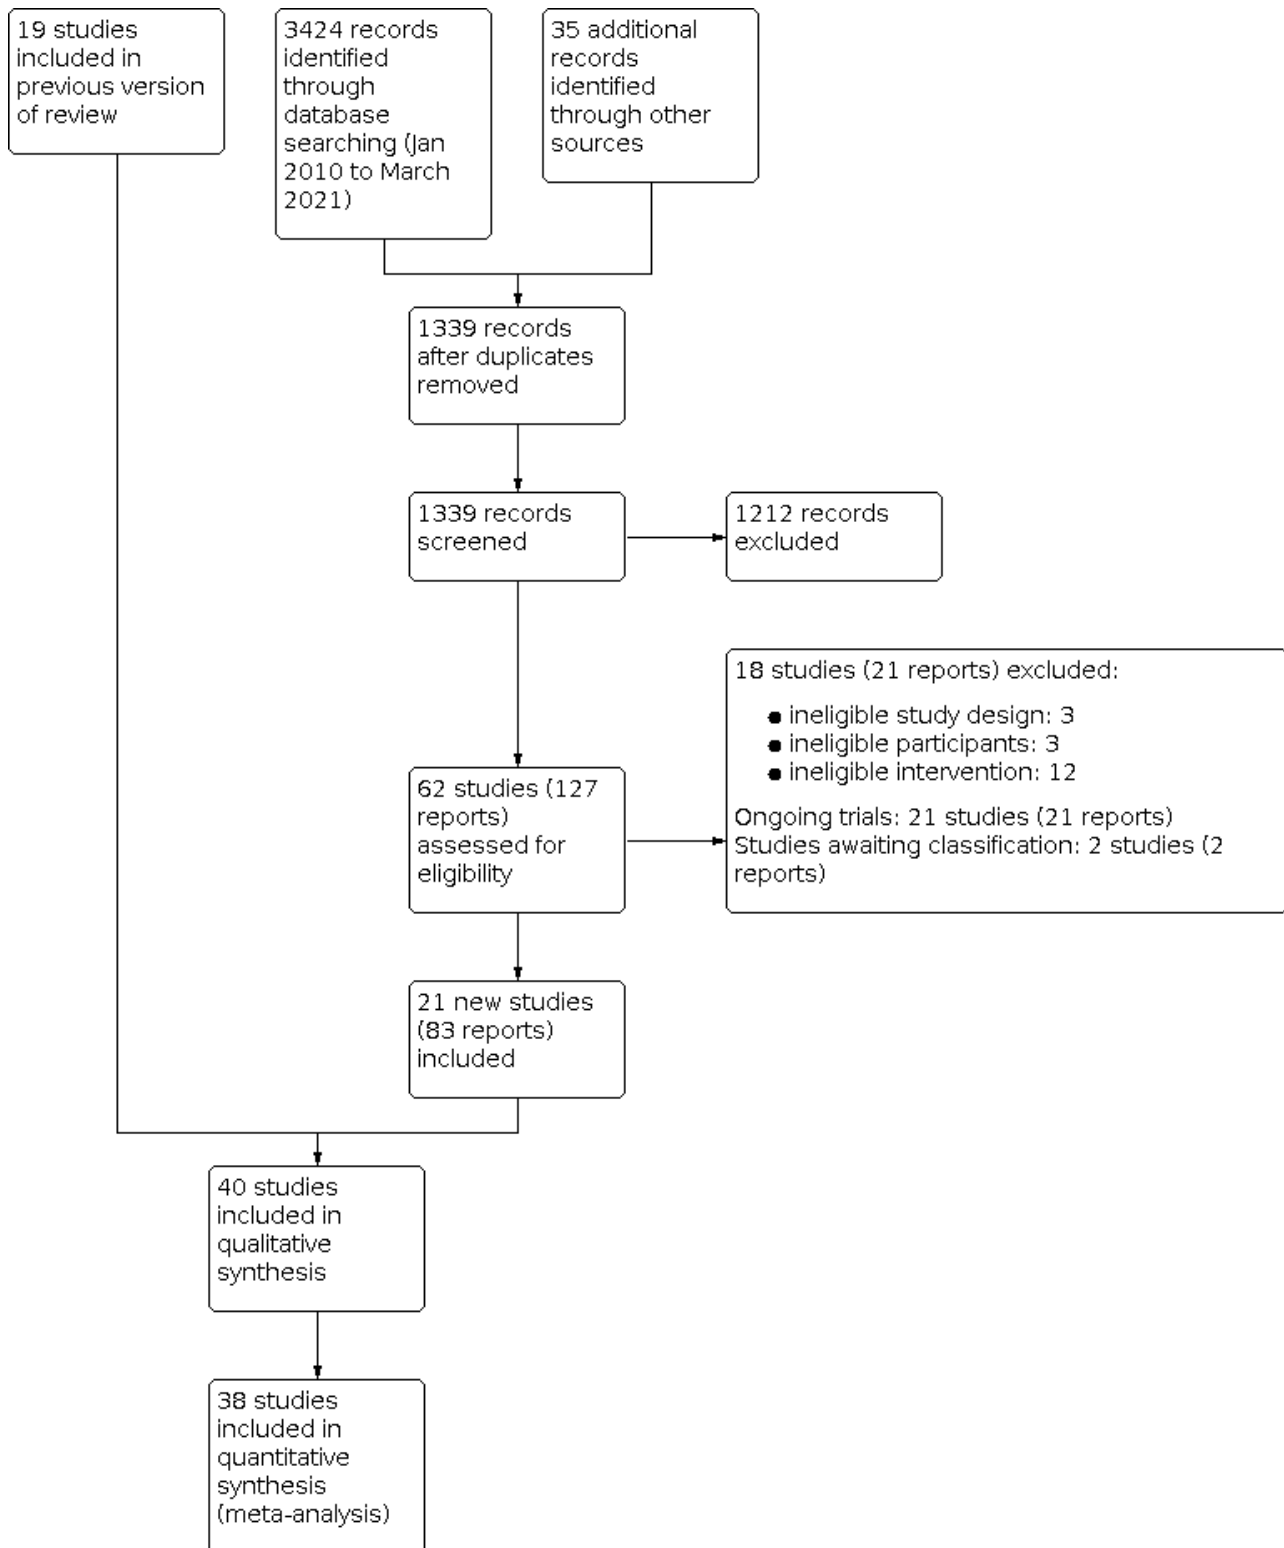 19 studies
included in
previous version
of review
3424 records
identified
through
database
searching (Jan
2010 to March
2021)
35 additional
records
identified
through other
sources
1339 records
after duplicates
removed
1339 records
screened
1212 records
excluded
18 studies (21 reports) excluded:
● ineligible study design: 3
● ineligible participants: 3
● ineligible intervention: 12
Ongoing trials: 21 studies (21 reports)
Studies awaiting classification: 2 studies (2
reports)
62 studies (127
reports)
assessed for
eligibility
21 new studies
(83 reports)
included
40 studies
included in
qualitative
synthesis
38 studies
included in
quantitative
synthesis
(meta-analysis)